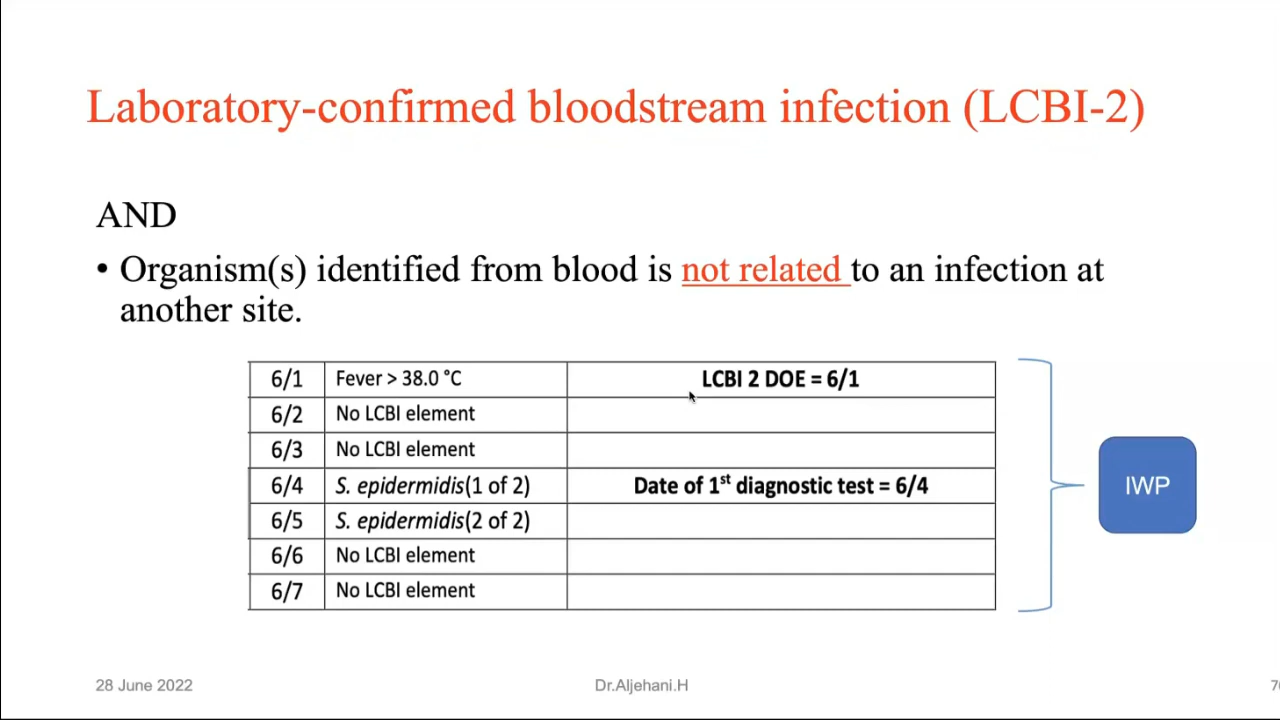 Laboratory-confirmed bloodstream infection (LCBI-2)
AND
• Organism(s) identified from blood is not related to an infection at
another site.
6/1 Fever > 38.0 °C LCBI 2 DOE = 6/1
6/2 No LCBI element
6/3 No LCBI element
6/4 S. epidermidis(1 of 2) Date of 1st diagnostic test = 6/4
6/5 S. epidermidis(2 of 2)
6/6 No LCBI element
6/7 No LCBI element
IWP
28 June 2022 Dr.Aljehani.H